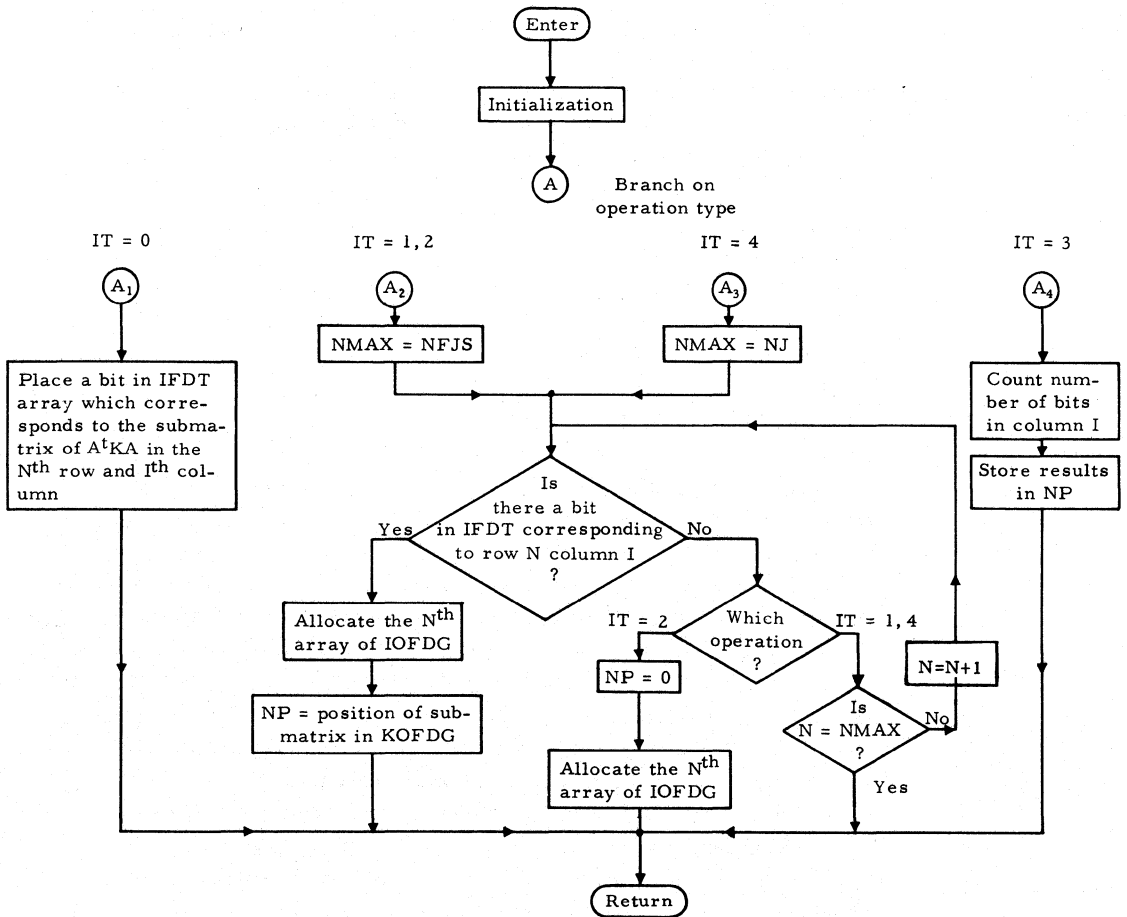 Enter
Initialization
A
Branch on
operation type
IT = 0
IT = 1, 2
IT = 4
IT = 3
A₁
A₂
A₃
A₄
NMAX = NFJS
NMAX = NJ
Place a bit in IFDT
array which corre-
sponds to the subma-
trix of AᵗKA in the
Nᵗʰ row and Iᵗʰ col-
umn
Count num-
ber of bits
in column I
Store results
in NP
Is
there a bit
in IFDT corresponding
to row N column I
?
Yes
No
Allocate the Nᵗʰ
array of IOFDG
NP = position of sub-
matrix in KOFDG
Which
operation
?
IT = 2
IT = 1, 4
NP = 0
Allocate the Nᵗʰ
array of IOFDG
Is
N = NMAX
?
No
Yes
N=N+1
Return